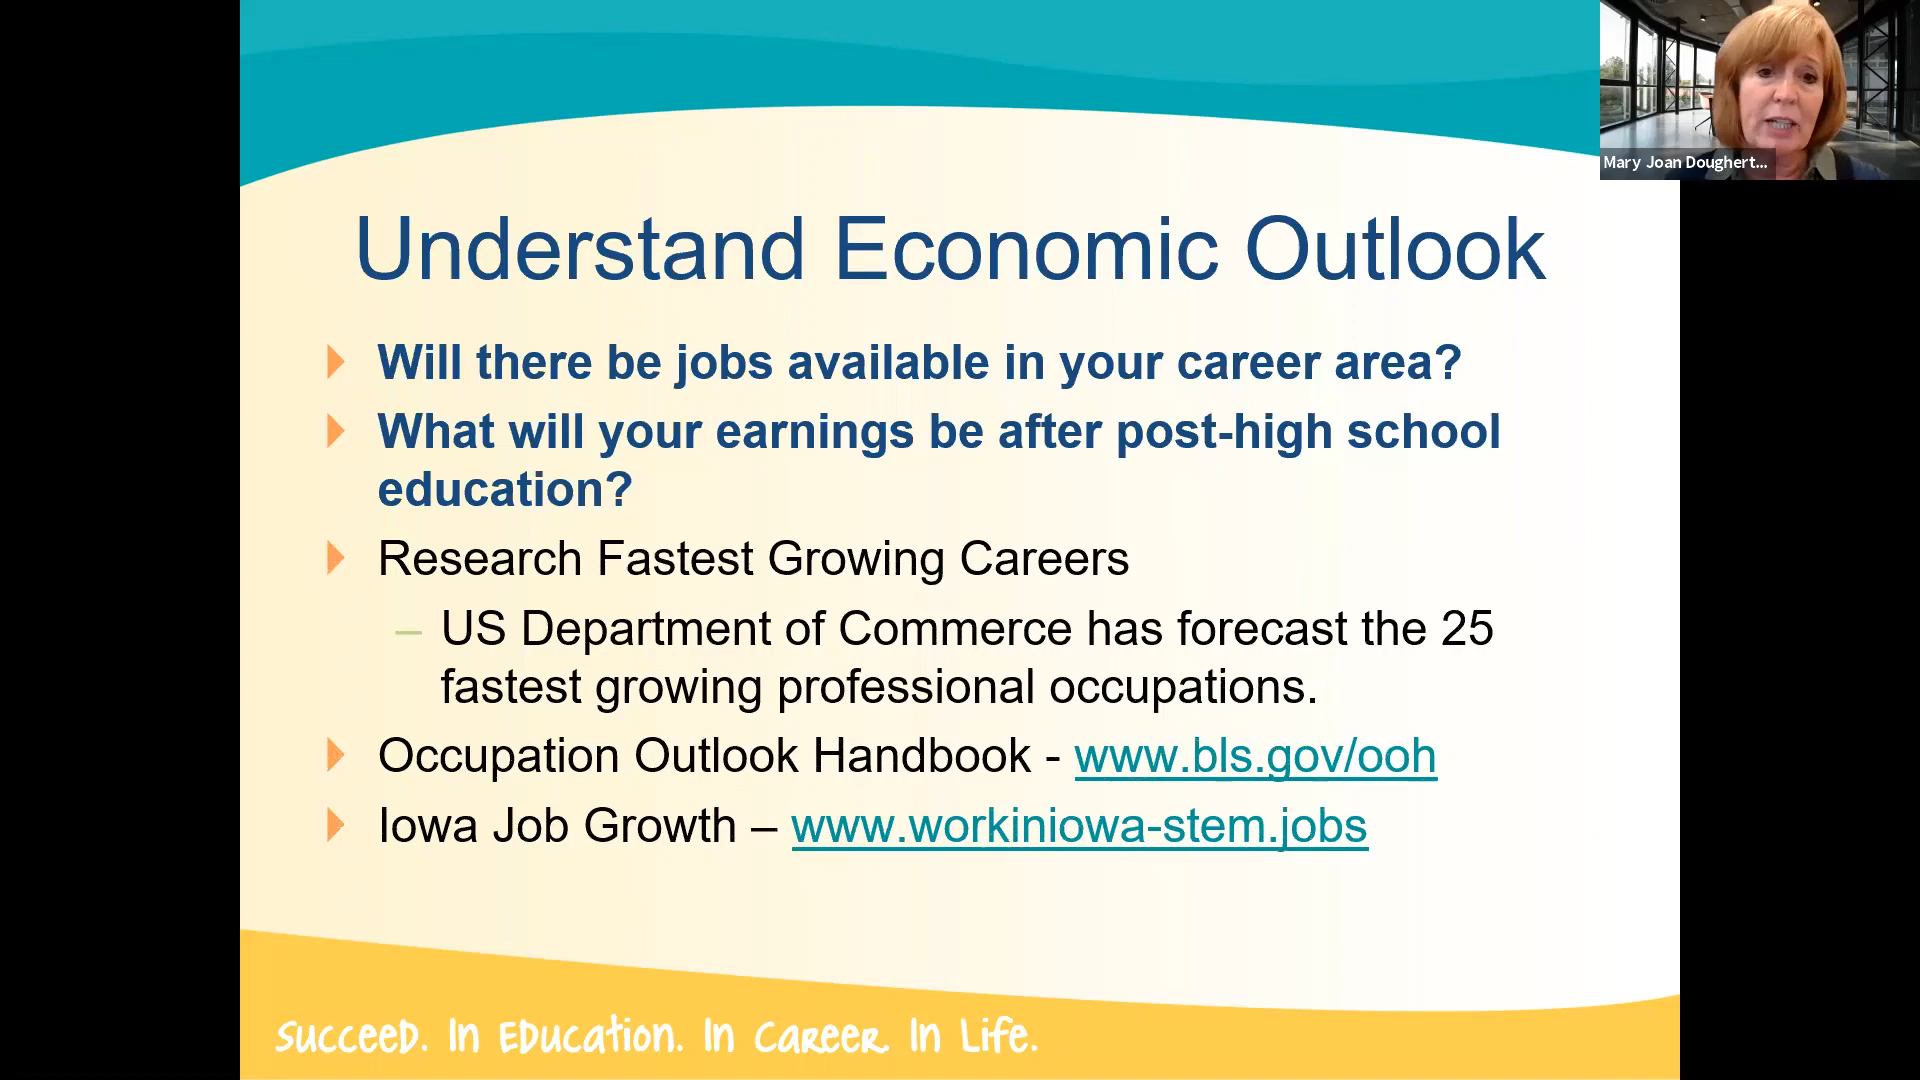 Mary Joan Doughert...
Understand Economic Outlook
Will there be jobs available in your career area?
What will your earnings be after post-high school
education?
Research Fastest Growing Careers
– US Department of Commerce has forecast the 25
fastest growing professional occupations.
Occupation Outlook Handbook - www.bls.gov/ooh
Iowa Job Growth – www.workiniowa-stem.jobs
Succeed. In Education. In Career. In Life.